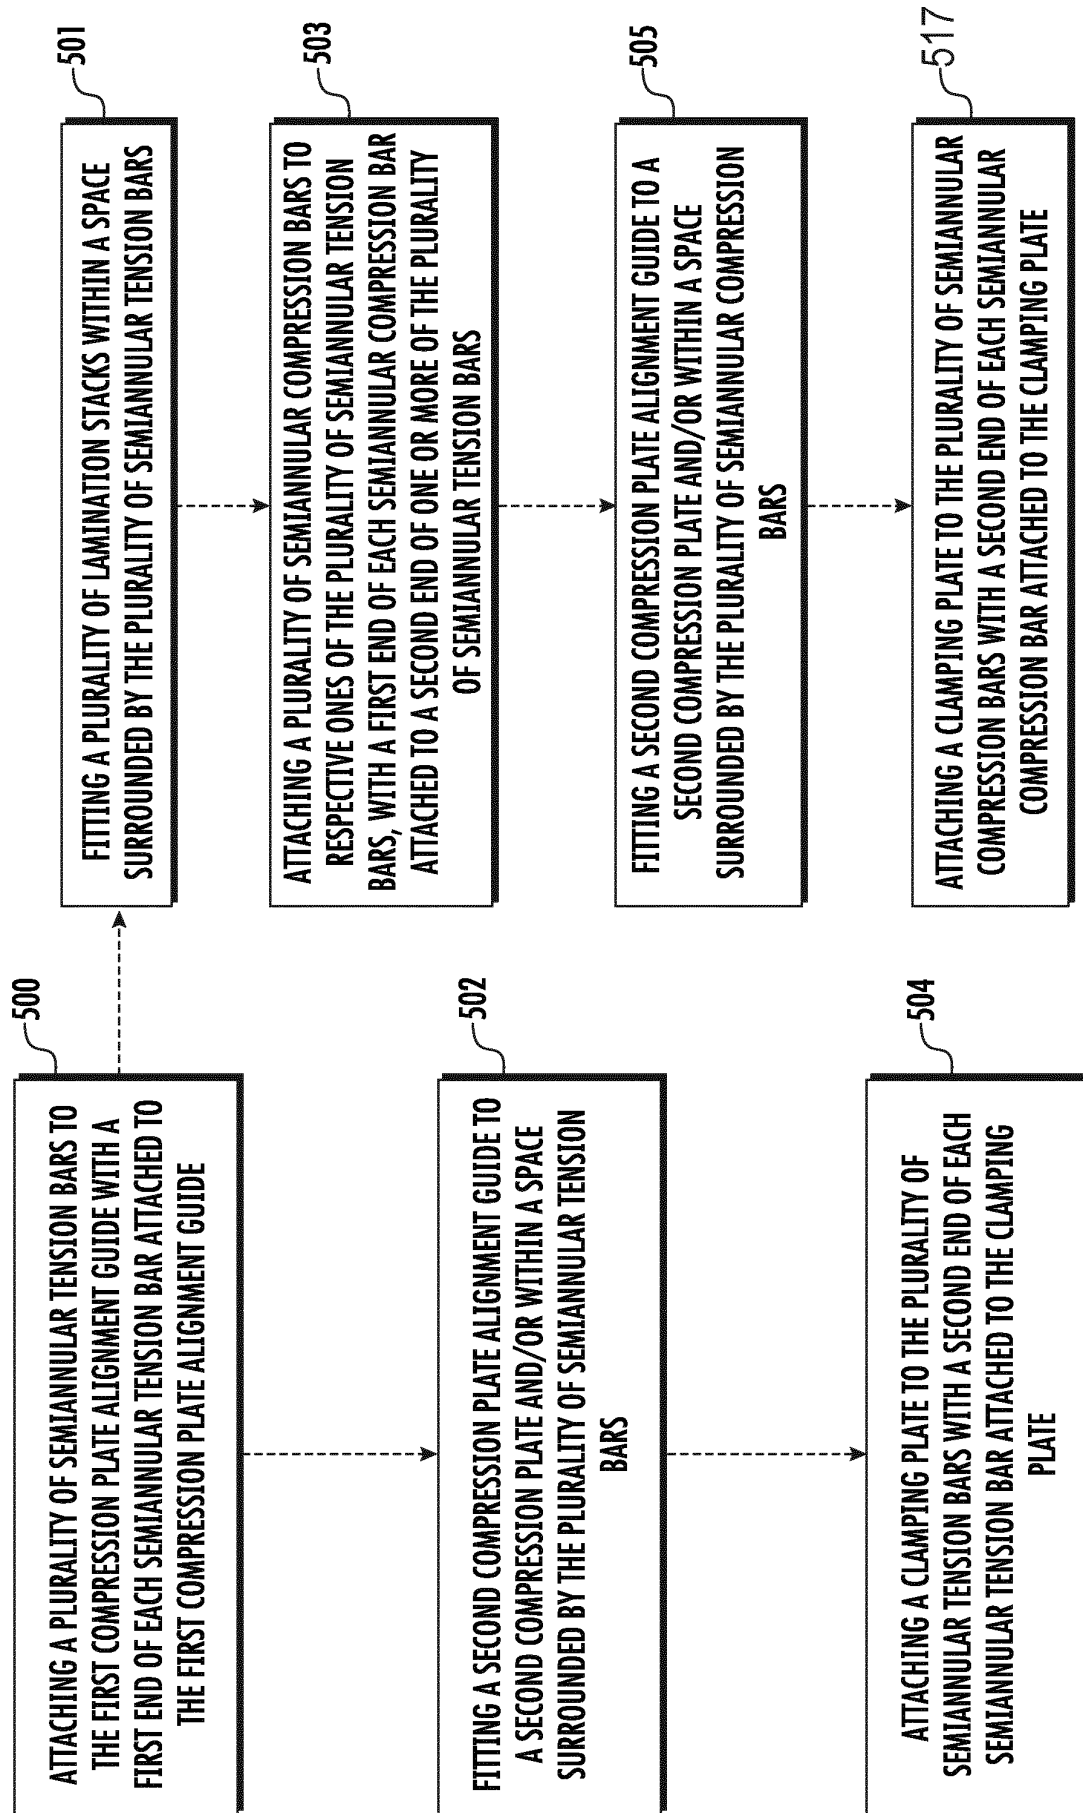 500
ATTACHING A PLURALITY OF SEMIANNULAR TENSION BARS TO
THE FIRST COMPRESSION PLATE ALIGNMENT GUIDE WITH A
FIRST END OF EACH SEMIANNULAR TENSION BAR ATTACHED TO
THE FIRST COMPRESSION PLATE ALIGNMENT GUIDE
502
FITTING A SECOND COMPRESSION PLATE ALIGNMENT GUIDE TO
A SECOND COMPRESSION PLATE AND/OR WITHIN A SPACE
SURROUNDED BY THE PLURALITY OF SEMIANNULAR TENSION
BARS
504
ATTACHING A CLAMPING PLATE TO THE PLURALITY OF
SEMIANNULAR TENSION BARS WITH A SECOND END OF EACH
SEMIANNULAR TENSION BAR ATTACHED TO THE CLAMPING
PLATE
501
FITTING A PLURALITY OF LAMINATION STACKS WITHIN A SPACE
SURROUNDED BY THE PLURALITY OF SEMIANNULAR TENSION BARS
503
ATTACHING A PLURALITY OF SEMIANNULAR COMPRESSION BARS TO
RESPECTIVE ONES OF THE PLURALITY OF SEMIANNULAR TENSION
BARS, WITH A FIRST END OF EACH SEMIANNULAR COMPRESSION BAR
ATTACHED TO A SECOND END OF ONE OR MORE OF THE PLURALITY
OF SEMIANNULAR TENSION BARS
505
FITTING A SECOND COMPRESSION PLATE ALIGNMENT GUIDE TO A
SECOND COMPRESSION PLATE AND/OR WITHIN A SPACE
SURROUNDED BY THE PLURALITY OF SEMIANNULAR COMPRESSION
BARS
517
ATTACHING A CLAMPING PLATE TO THE PLURALITY OF SEMIANNULAR
COMPRESSION BARS WITH A SECOND END OF EACH SEMIANNULAR
COMPRESSION BAR ATTACHED TO THE CLAMPING PLATE